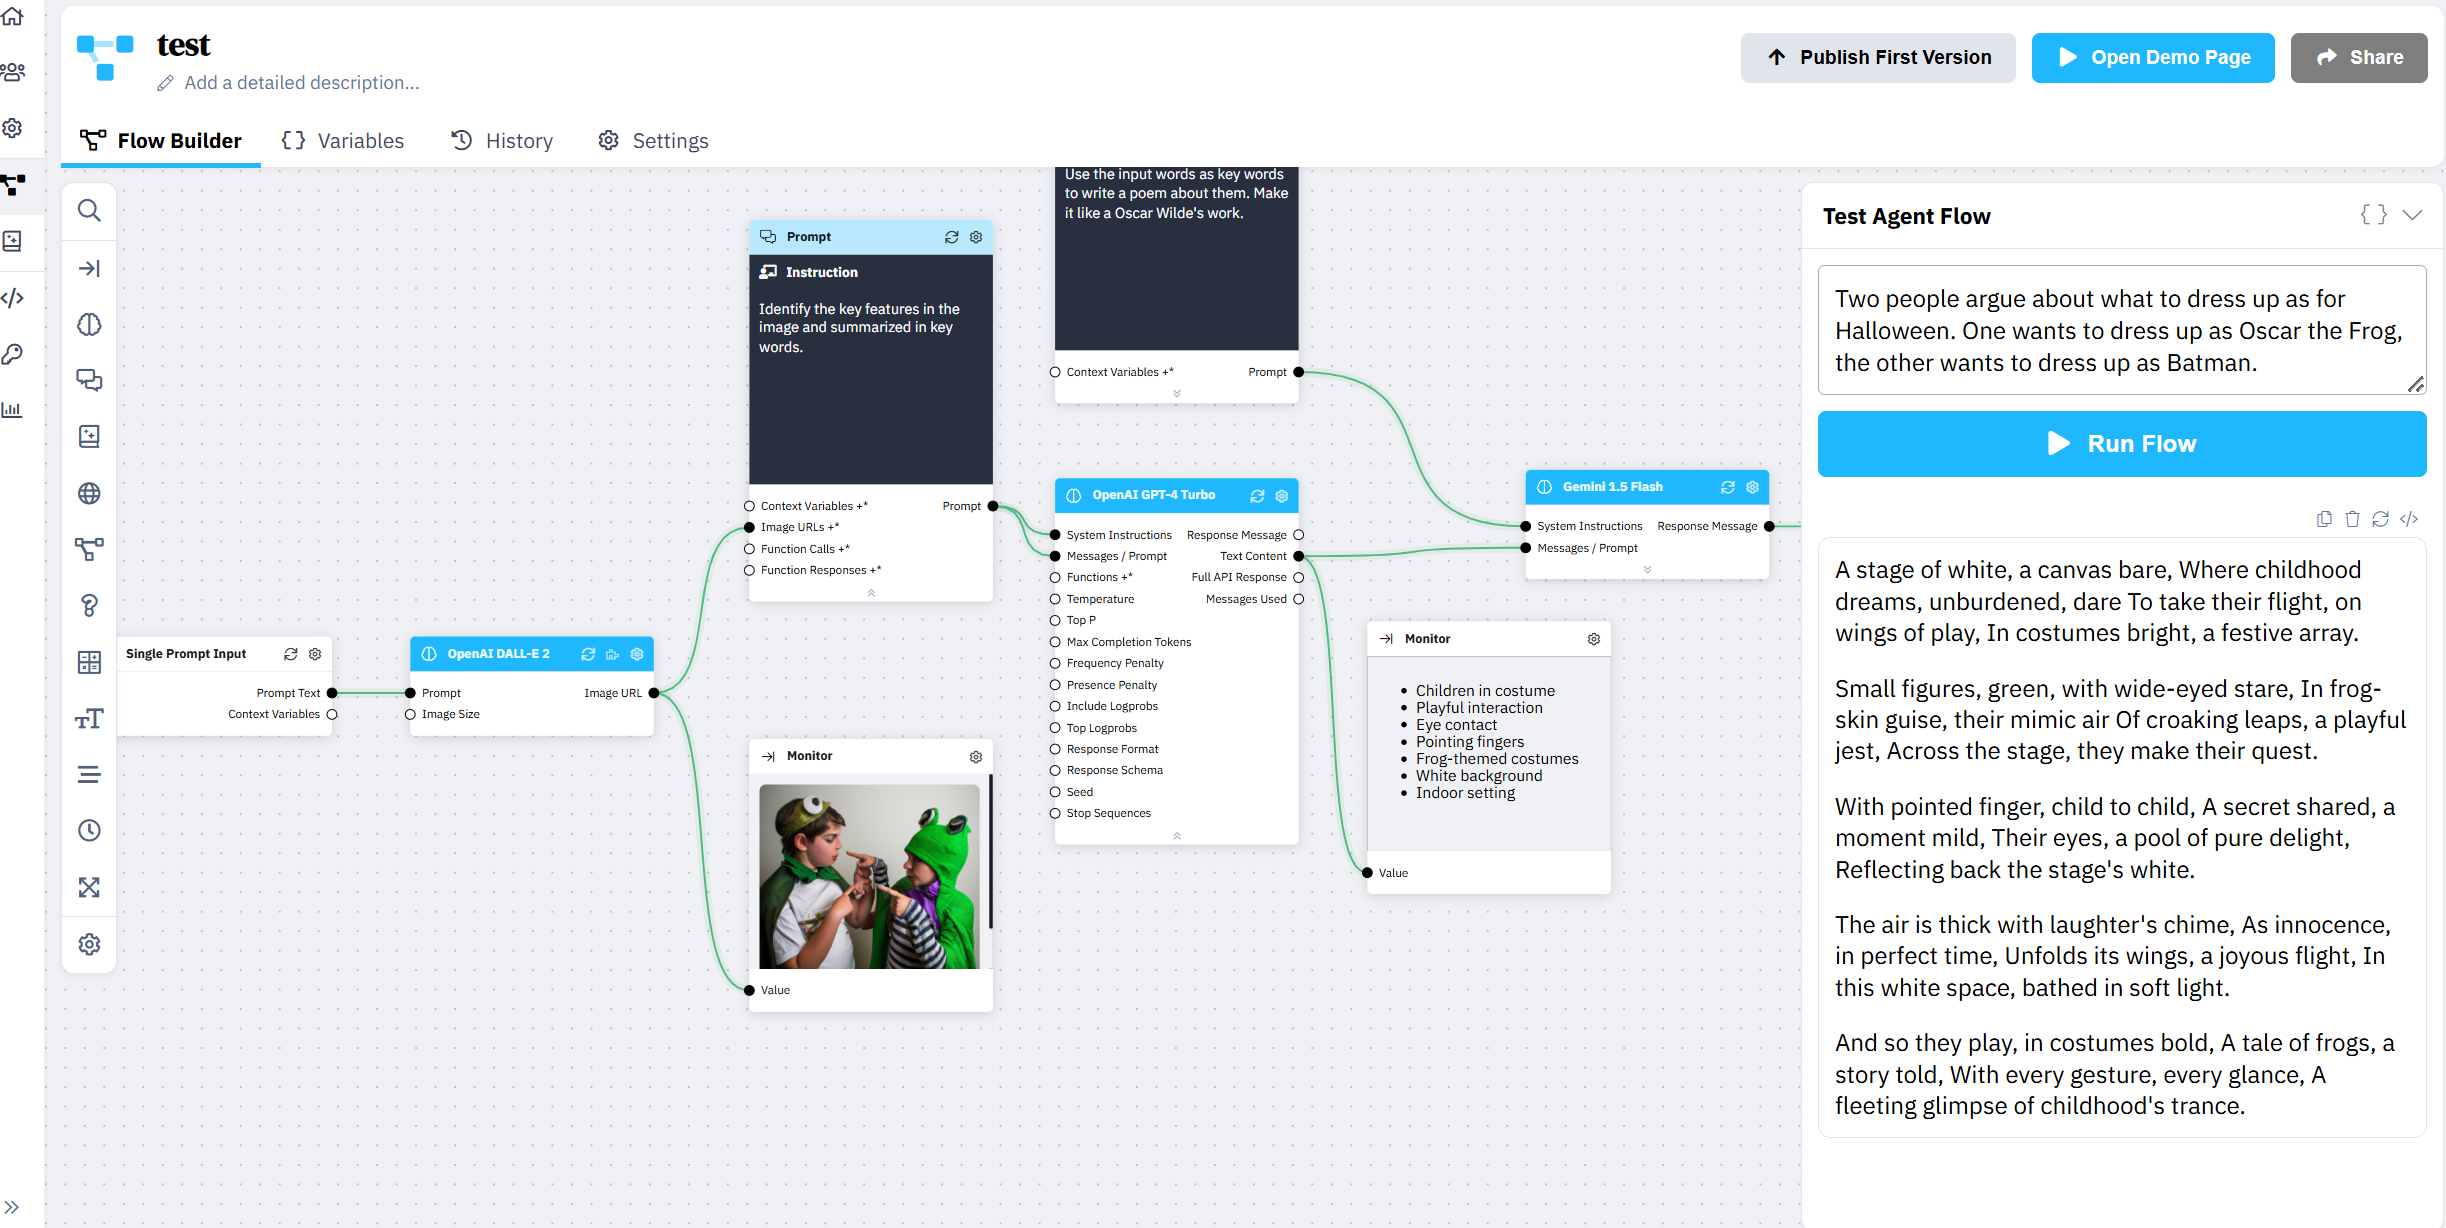 test
Add a detailed description...
Publish First Version
Open Demo Page
Share
Flow Builder
Variables
History
Settings
Single Prompt Input
Prompt Text
Context Variables
OpenAI DALL-E 2
Prompt
Image URL
Image Size
Prompt
Instruction
Identify the key features in the
image and summarized in key
words.
Context Variables +*
Prompt
Image URLs +*
Function Calls +*
Function Responses +*
Monitor
Value
Use the input words as key words
to write a poem about them. Make
it like a Oscar Wilde's work.
Context Variables +*
Prompt
OpenAI GPT-4 Turbo
System Instructions
Response Message
Messages / Prompt
Text Content
Functions +*
Full API Response
Temperature
Messages Used
Top P
Max Completion Tokens
Frequency Penalty
Presence Penalty
Include Logprobs
Top Logprobs
Response Format
Response Schema
Seed
Stop Sequences
Gemini 1.5 Flash
System Instructions
Response Message
Messages / Prompt
Monitor
• Children in costume
• Playful interaction
• Eye contact
• Pointing fingers
• Frog-themed costumes
• White background
• Indoor setting
Value
Test Agent Flow
Two people argue about what to dress up as for
Halloween. One wants to dress up as Oscar the Frog,
the other wants to dress up as Batman.
Run Flow
A stage of white, a canvas bare, Where childhood
dreams, unburdened, dare To take their flight, on
wings of play, In costumes bright, a festive array.
Small figures, green, with wide-eyed stare, In frog-
skin guise, their mimic air Of croaking leaps, a playful
jest, Across the stage, they make their quest.
With pointed finger, child to child, A secret shared, a
moment mild, Their eyes, a pool of pure delight,
Reflecting back the stage's white.
The air is thick with laughter's chime, As innocence,
in perfect time, Unfolds its wings, a joyous flight, In
this white space, bathed in soft light.
And so they play, in costumes bold, A tale of frogs, a
story told, With every gesture, every glance, A
fleeting glimpse of childhood's trance.